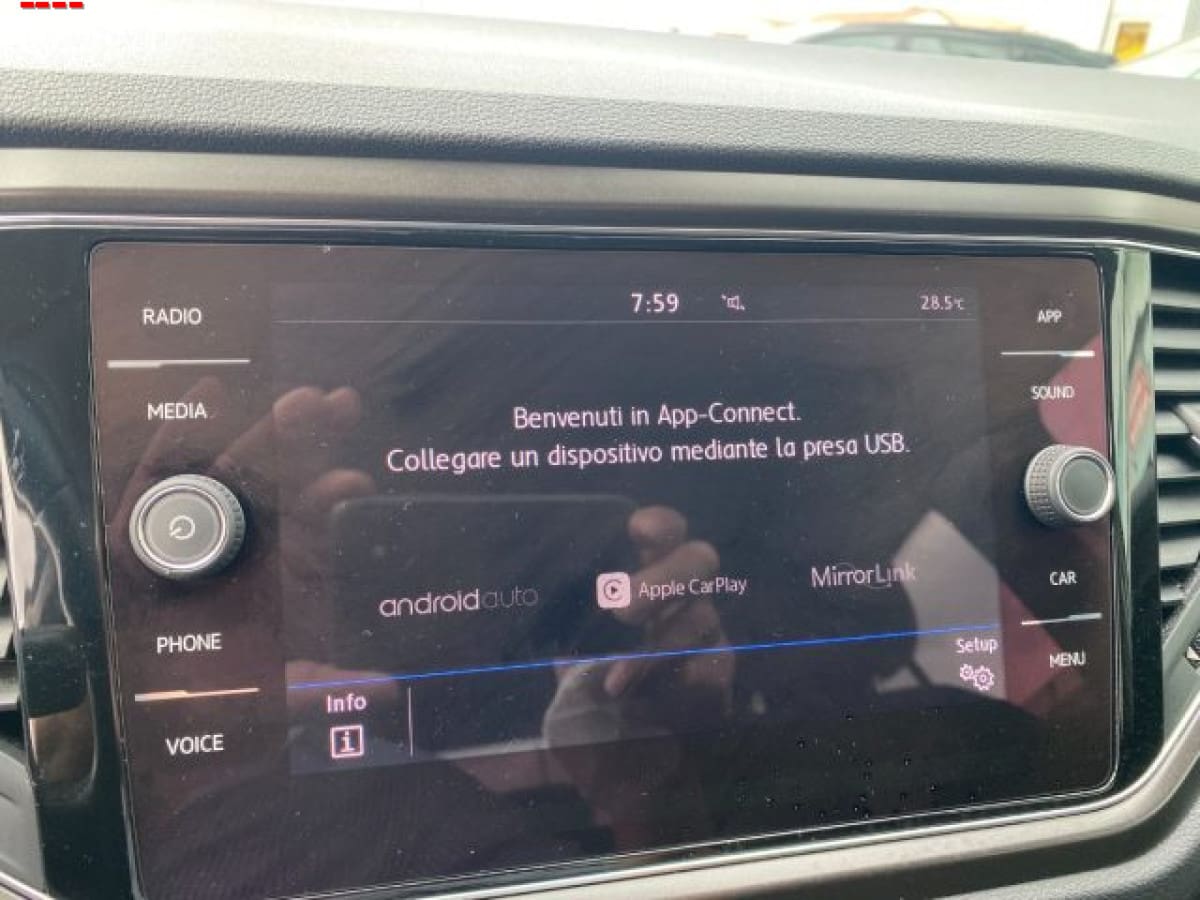 RADIO
MEDIA
PHONE
VOICE
7:59
28.5°C
Benvenuti in App-Connect.
Collegare un dispositivo mediante la presa USB.
androidauto
Apple CarPlay
MirrorLink
Info
i
Setup
APP
SOUND
CAR
MENU